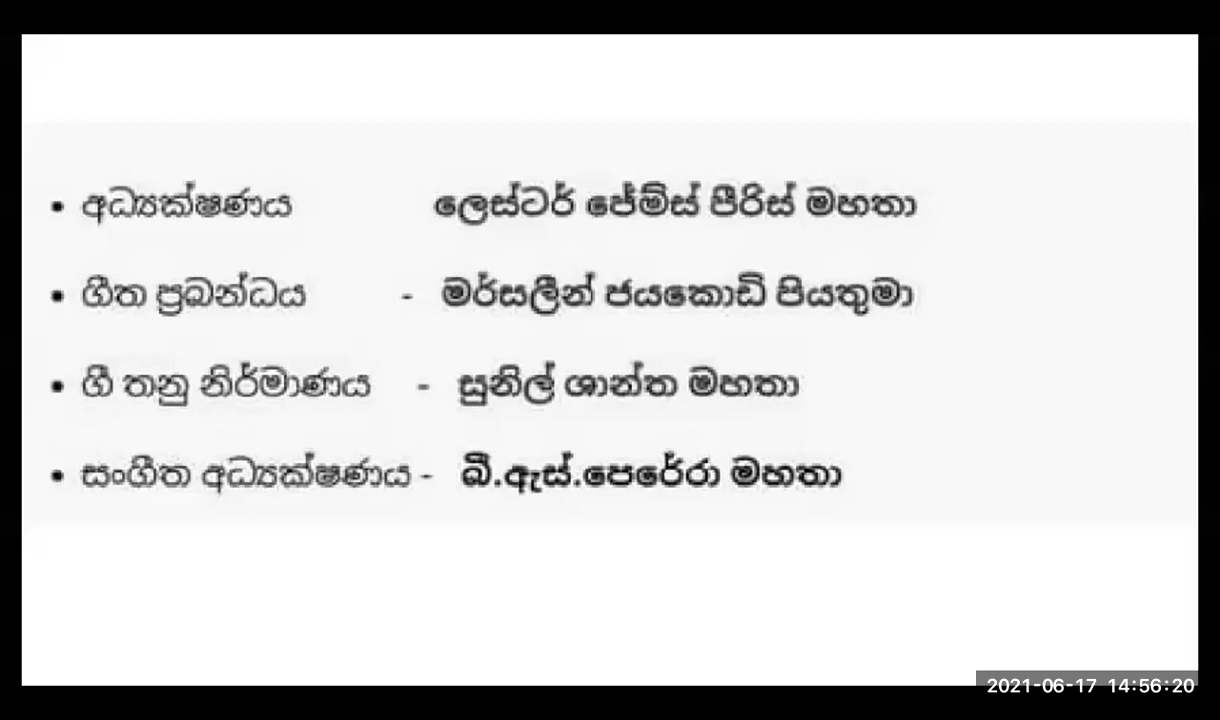 • අධ්‍යක්ෂණය ලෙස්ටර් ජේම්ස් පීරිස් මහතා
• ගීත ප්‍රබන්ධය - මර්සලීන් ජයකොඩි පියතුමා
• ගී තනු නිර්මාණය - සුනිල් ශාන්ත මහතා
• සංගීත අධ්‍යක්ෂණය - බී.ඇස්.පෙරේරා මහතා
2021-06-17 14:56:20